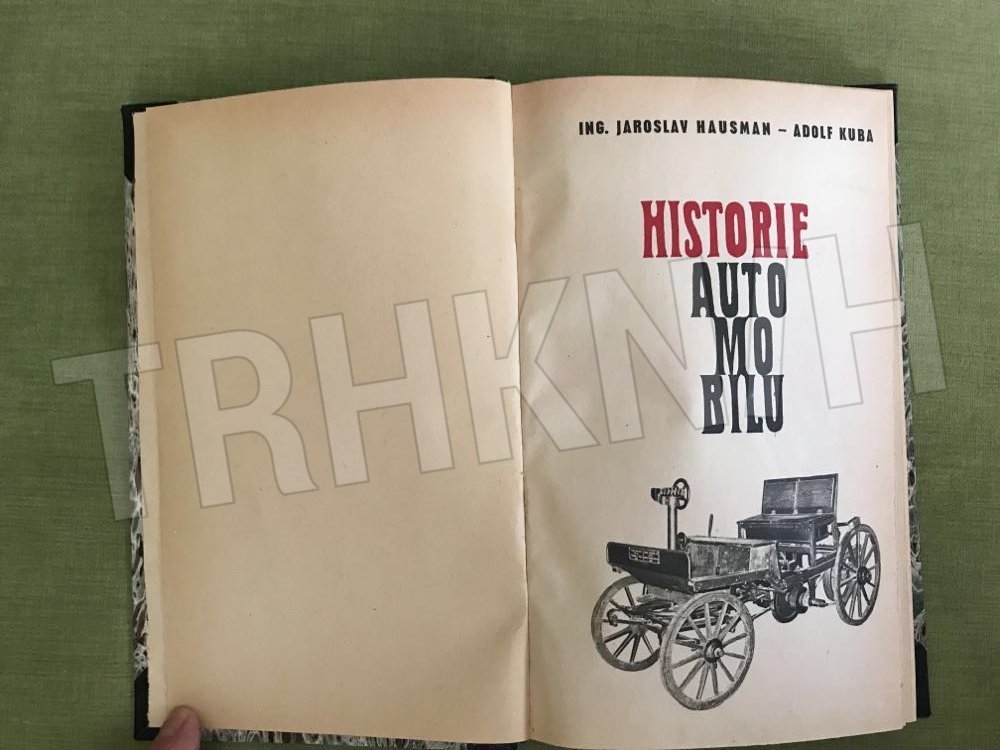 ING. JAROSLAV HAUSMAN – ADOLF KUBA
HISTORIE
AUTO
MO
BILU
TRHKNIH